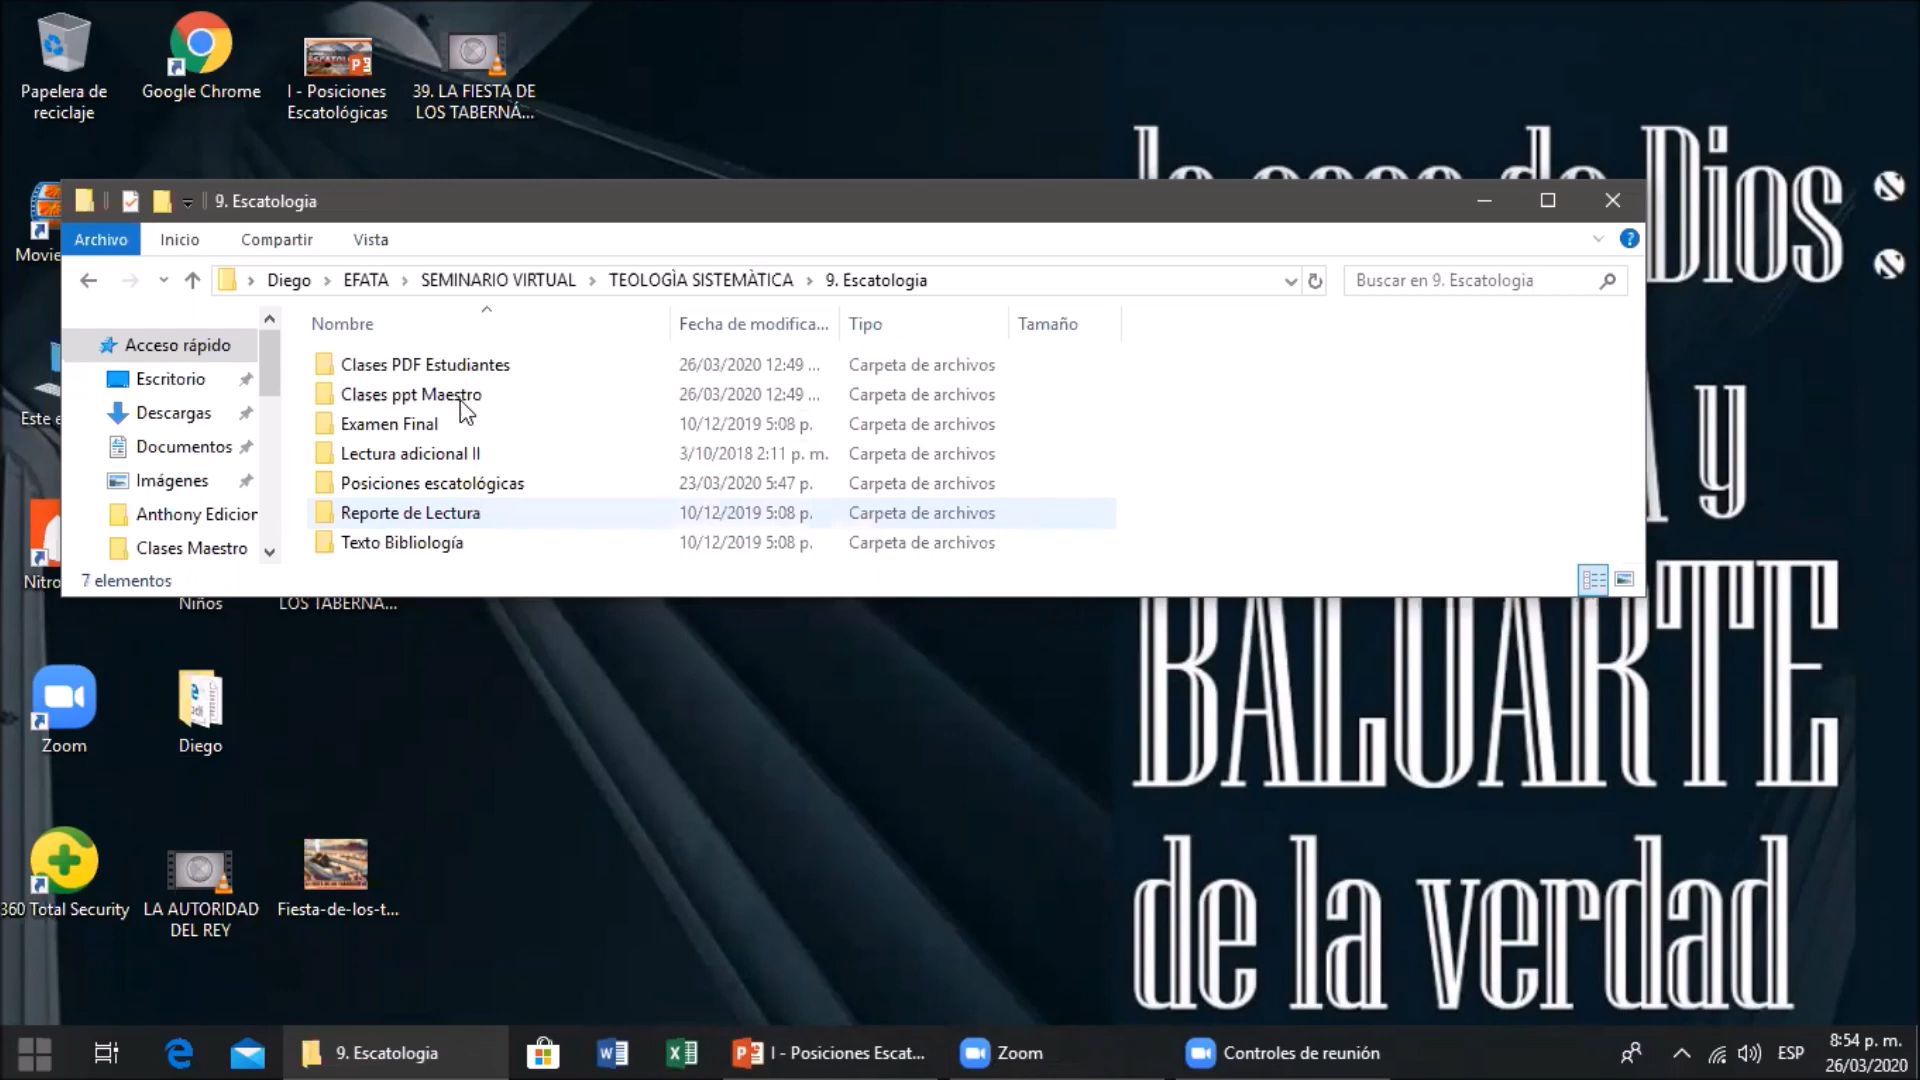 Papelera de
reciclaje
Google Chrome
I - Posiciones
Escatológicas
39. LA FIESTA DE
LOS TABERNÁ...
Dios :
9. Escatologia
Archivo
Inicio
Compartir
Vista
Diego
EFATA
SEMINARIO VIRTUAL
TEOLOGÌA SISTEMÀTICA
9. Escatologia
Buscar en 9. Escatologia
Nombre
Fecha de modifica...
Tipo
Tamaño
Acceso rápido
Escritorio
Descargas
Documentos
Imágenes
Anthony Edicion
Clases Maestro
Clases PDF Estudiantes 26/03/2020 12:49 ... Carpeta de archivos
Clases ppt Maestro 26/03/2020 12:49 ... Carpeta de archivos
Examen Final 10/12/2019 5:08 p. Carpeta de archivos
Lectura adicional II 3/10/2018 2:11 p. m. Carpeta de archivos
Posiciones escatológicas 23/03/2020 5:47 p. Carpeta de archivos
Reporte de Lectura 10/12/2019 5:08 p. Carpeta de archivos
Texto Bibliología 10/12/2019 5:08 p. Carpeta de archivos
7 elementos
Movie
Este e
Nitro
Niños
LOS TABERNA...
y
BALUARTE
de la verdad
Zoom
Diego
360 Total Security
LA AUTORIDAD
DEL REY
Fiesta-de-los-t...
9. Escatologia
I - Posiciones Escat...
Zoom
Controles de reunión
ESP
8:54 p. m.
26/03/2020